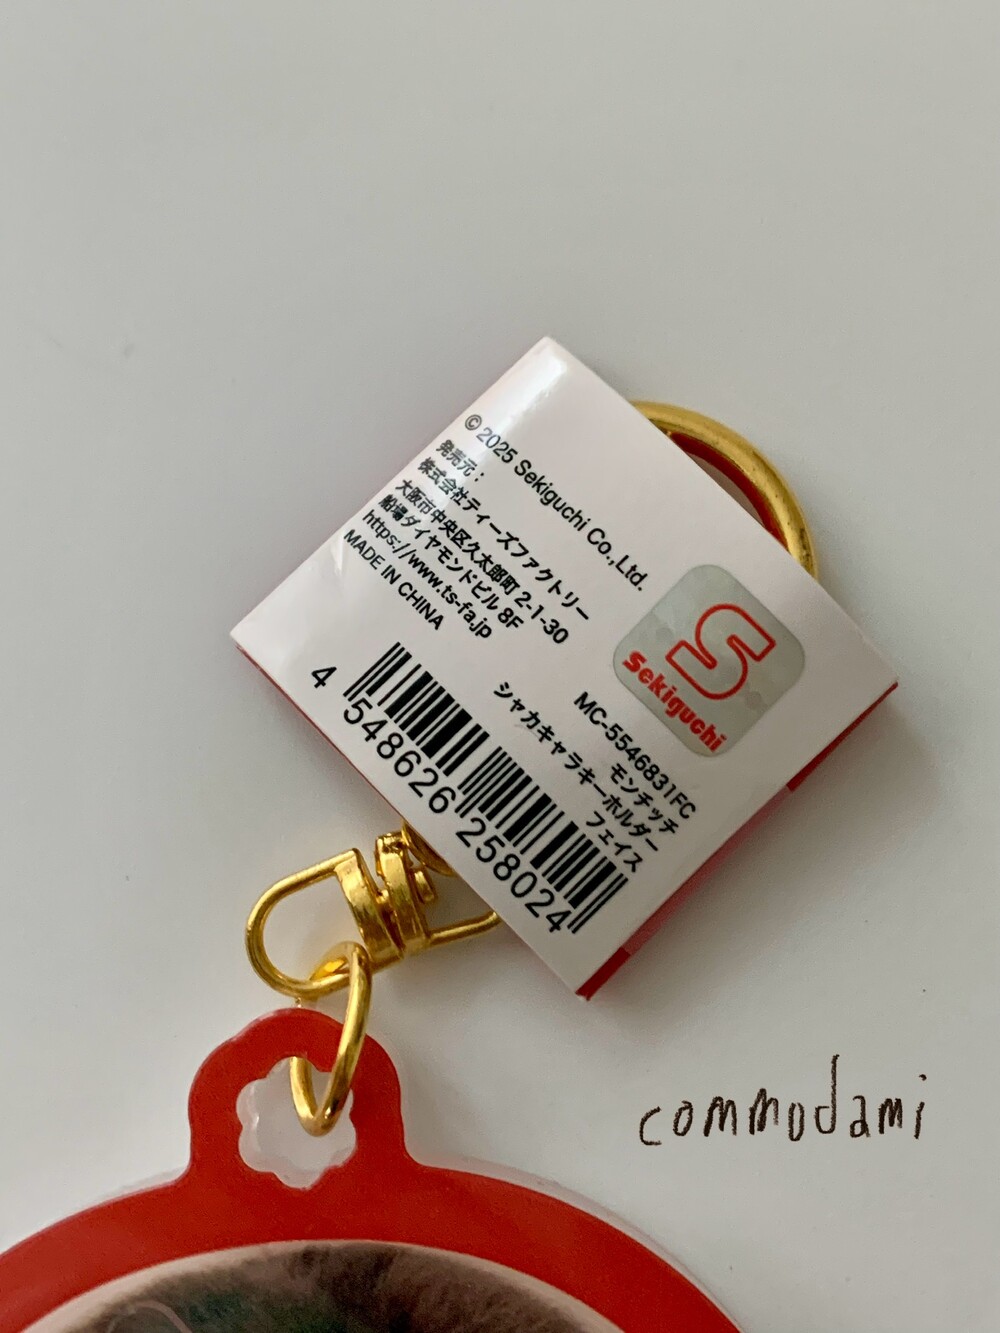 © 2025 Sekiguchi Co.,Ltd.
発売元：
株式会社ティーズファクトリー
大阪市中央区久太郎町 2-1-30
船場ダイヤモンドビル 8F
https://www.ts-fa.jp
MADE IN CHINA
S
Sekiguchi
MC-5546831FC
モンチッチ
シャカキャラキーホルダー
フェイス
4 548626 258024
commodami